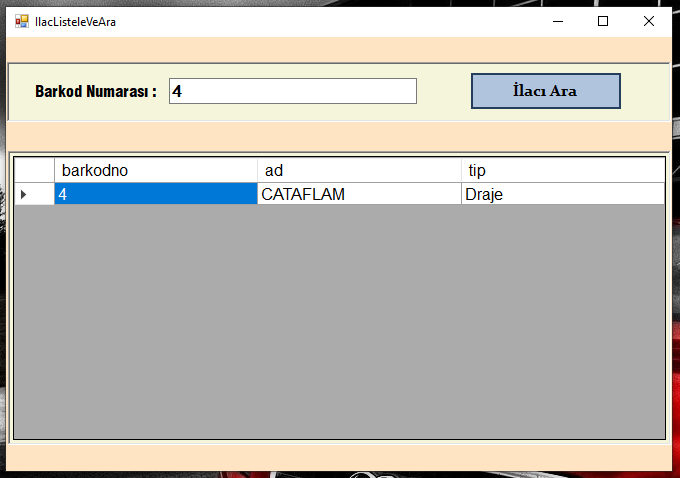 IlacListeleVeAra
Barkod Numarası : 4 İlacı Ara
barkodno ad tip
4 CATAFLAM Draje